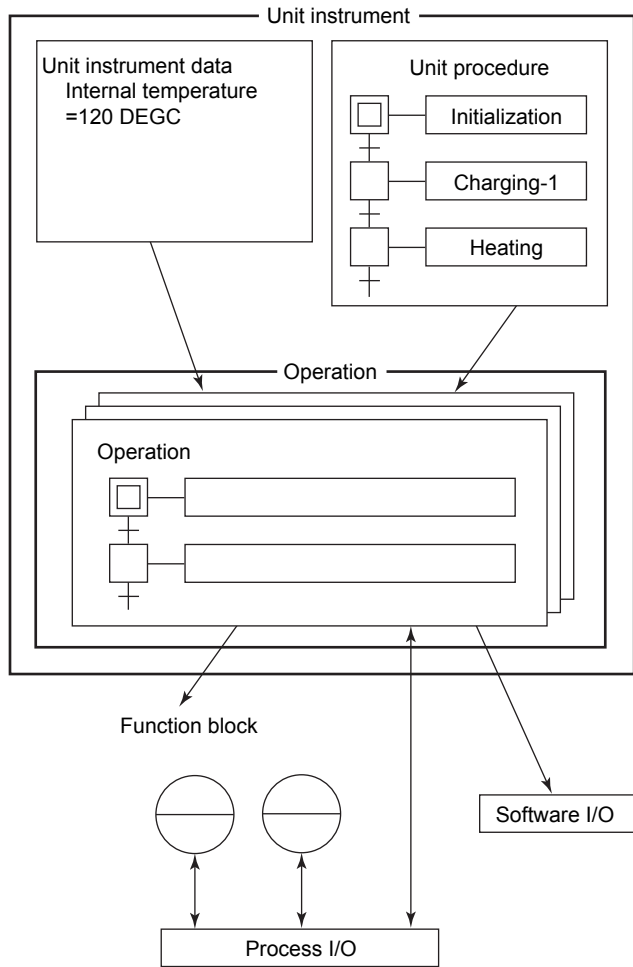 Unit instrument
Unit instrument data
Internal temperature
=120 DEGC
Unit procedure
Initialization
Charging-1
Heating
Operation
Operation
Function block
Software I/O
Process I/O